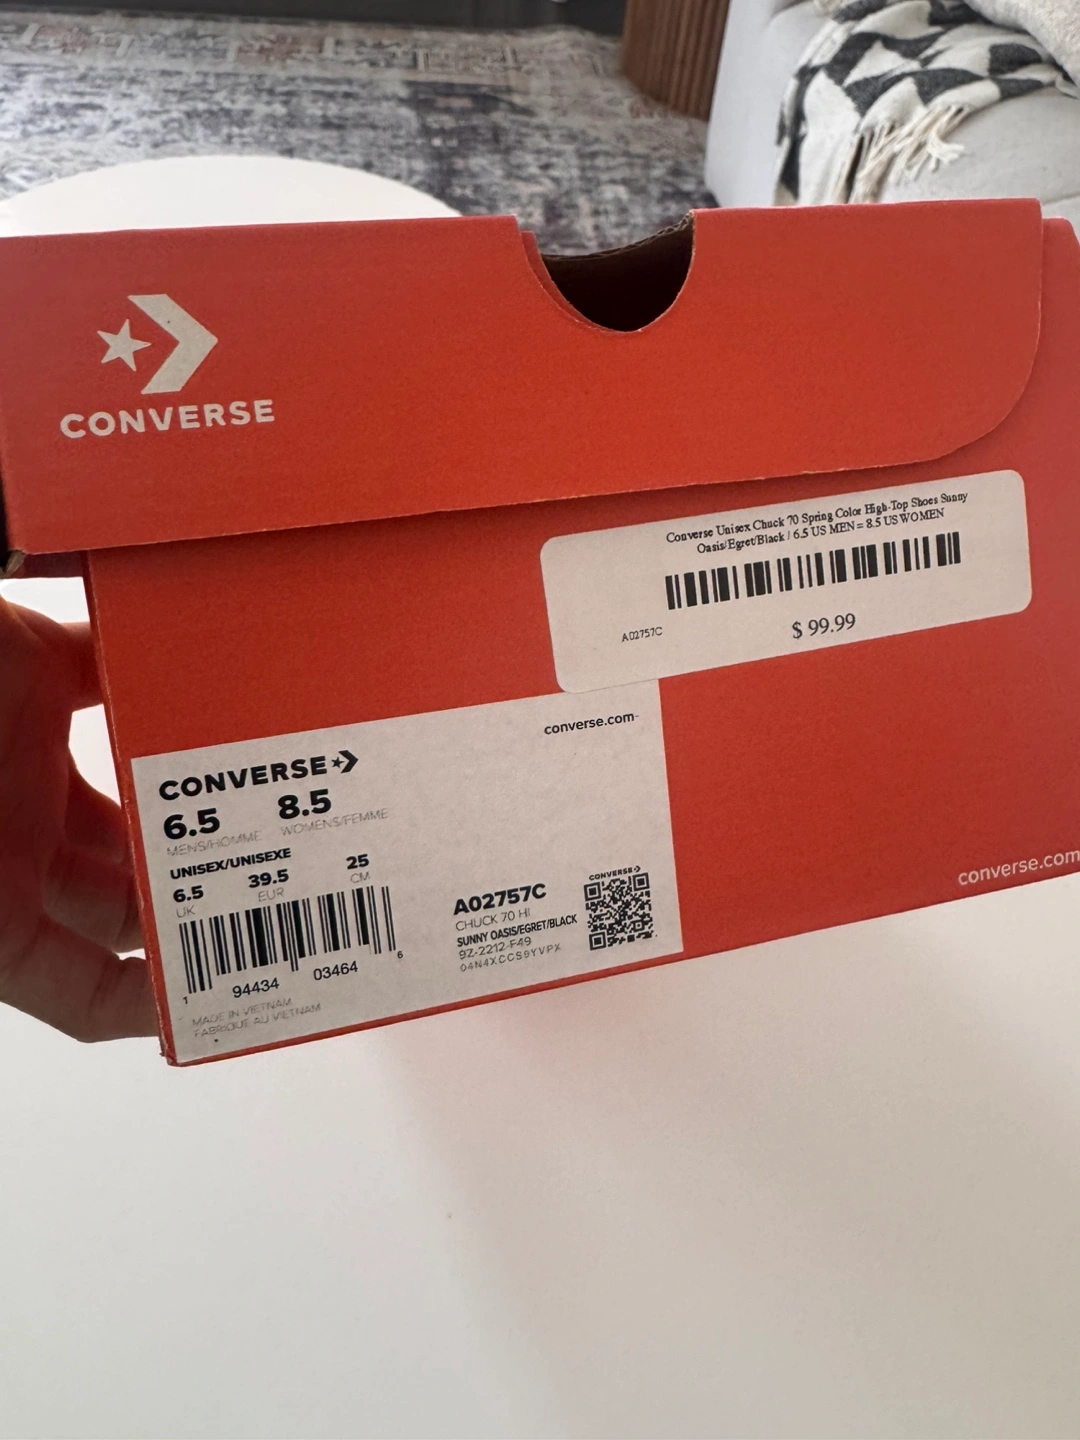 CONVERSE
Converse Unisex Chuck 70 Spring Color High-Top Shoes Sunny
Oasis/Egret/Black / 6.5 US MEN = 8.5 US WOMEN
A02757C
$ 99.99
converse.com
CONVERSE
6.5 8.5
MENS/HOMME WOMENS/FEMME
UNISEX/UNISEXE
6.5 39.5 25
UK EUR CM
1 94434 03464 6
MADE IN VIETNAM
FABRIQUE AU VIETNAM
CONVERSE
A02757C
CHUCK 70 HI
SUNNY OASIS/EGRET/BLACK
9Z-2212-F49
04N4XCCS9YVPX
converse.com